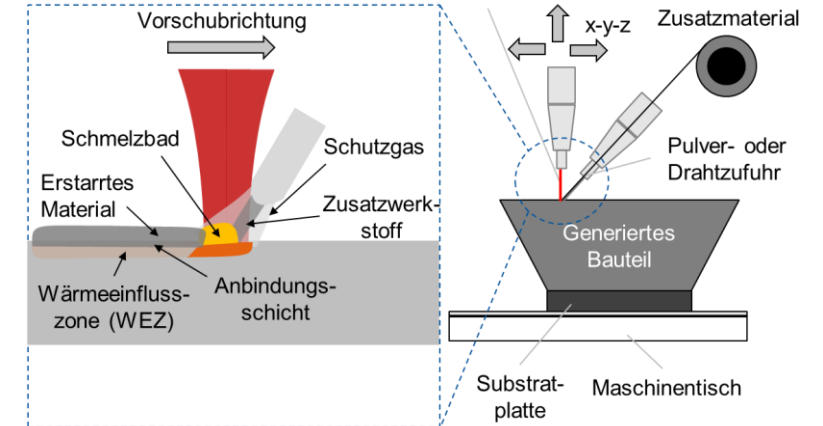 Vorschubrichtung
Schmelzbad
Schutzgas
Erstarrtes
Material
Zusatzwerk-
stoff
Wärmeeinfluss-
zone (WEZ)
Anbindungs-
schicht
x-y-z
Zusatzmaterial
Pulver- oder
Drahtzufuhr
Generiertes
Bauteil
Substrat-
platte
Maschinentisch